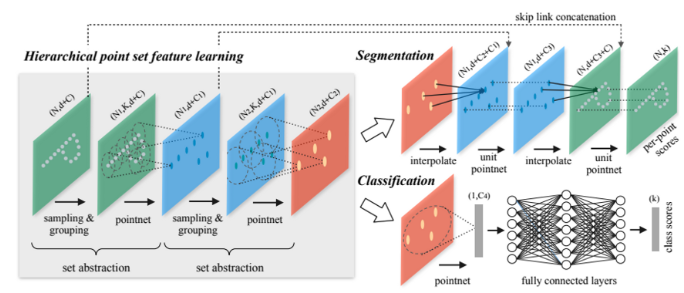 skip link concatenation
Hierarchical point set feature learning
Segmentation
(N,d+C)
(N1,K,d+C)
(N1,d+C1)
(N2,K,d+C1)
(N2,d+C2)
(N1,d+C2+C1)
(N1,d+C3)
(N,d+C3+C)
(N,k)
per-point
scores
interpolate
unit
pointnet
interpolate
unit
pointnet
sampling &
grouping
pointnet
sampling &
grouping
pointnet
set abstraction
set abstraction
Classification
(1,C4)
(k)
class scores
pointnet
fully connected layers